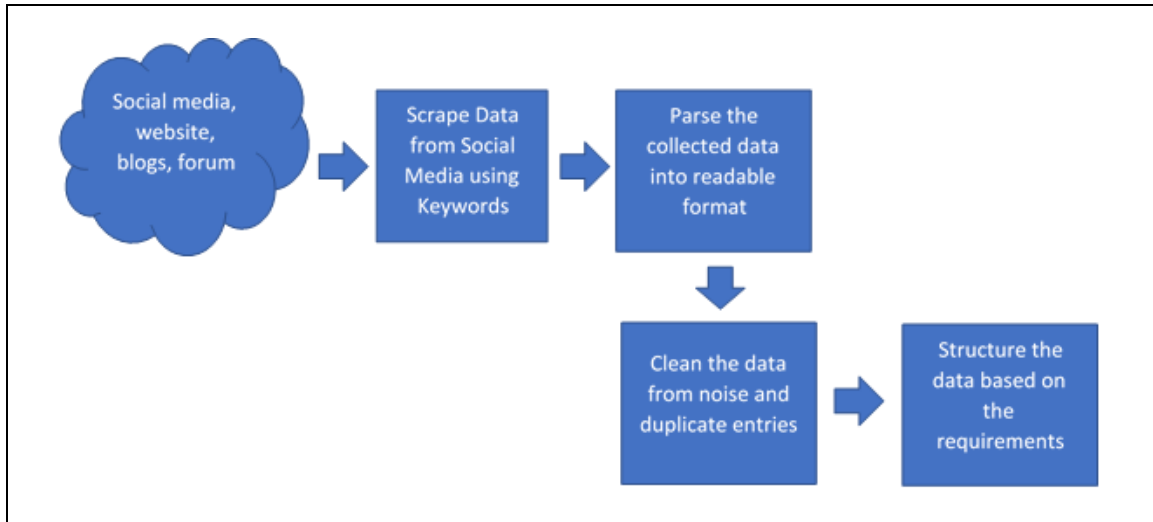 Social media,
website,
blogs, forum
Scrape Data
from Social
Media using
Keywords
Parse the
collected data
into readable
format
Clean the data
from noise and
duplicate entries
Structure the
data based on
the
requirements